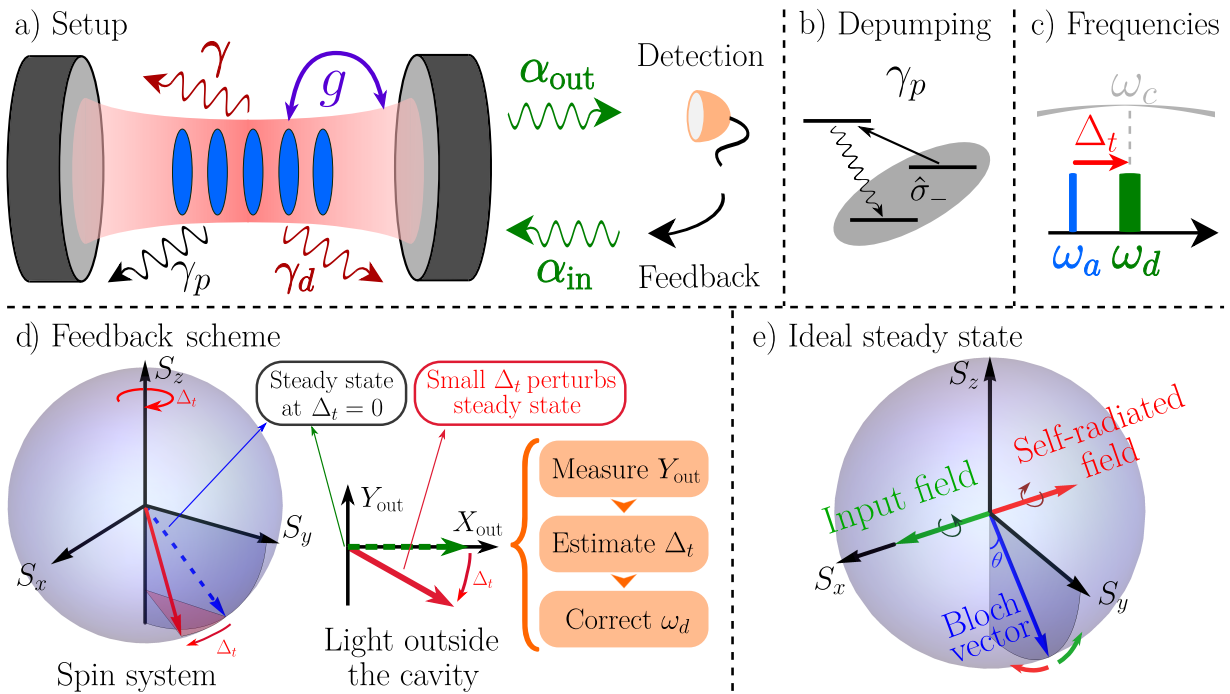 a) Setup
γ
g
α_out
Detection
γ_p
γ_d
α_in
Feedback
b) Depumping
γ_p
σ̂_−
c) Frequencies
ω_c
Δ_t
ω_a
ω_d
d) Feedback scheme
S_z
Δ_t
S_x
S_y
Δ_t
Spin system
Steady state
at Δ_t = 0
Small Δ_t perturbs
steady state
Y_out
X_out
Δ_t
Light outside
the cavity
Measure Y_out
Estimate Δ_t
Correct ω_d
e) Ideal steady state
S_z
Self-radiated
field
Input field
S_x
θ
S_y
Bloch
vector